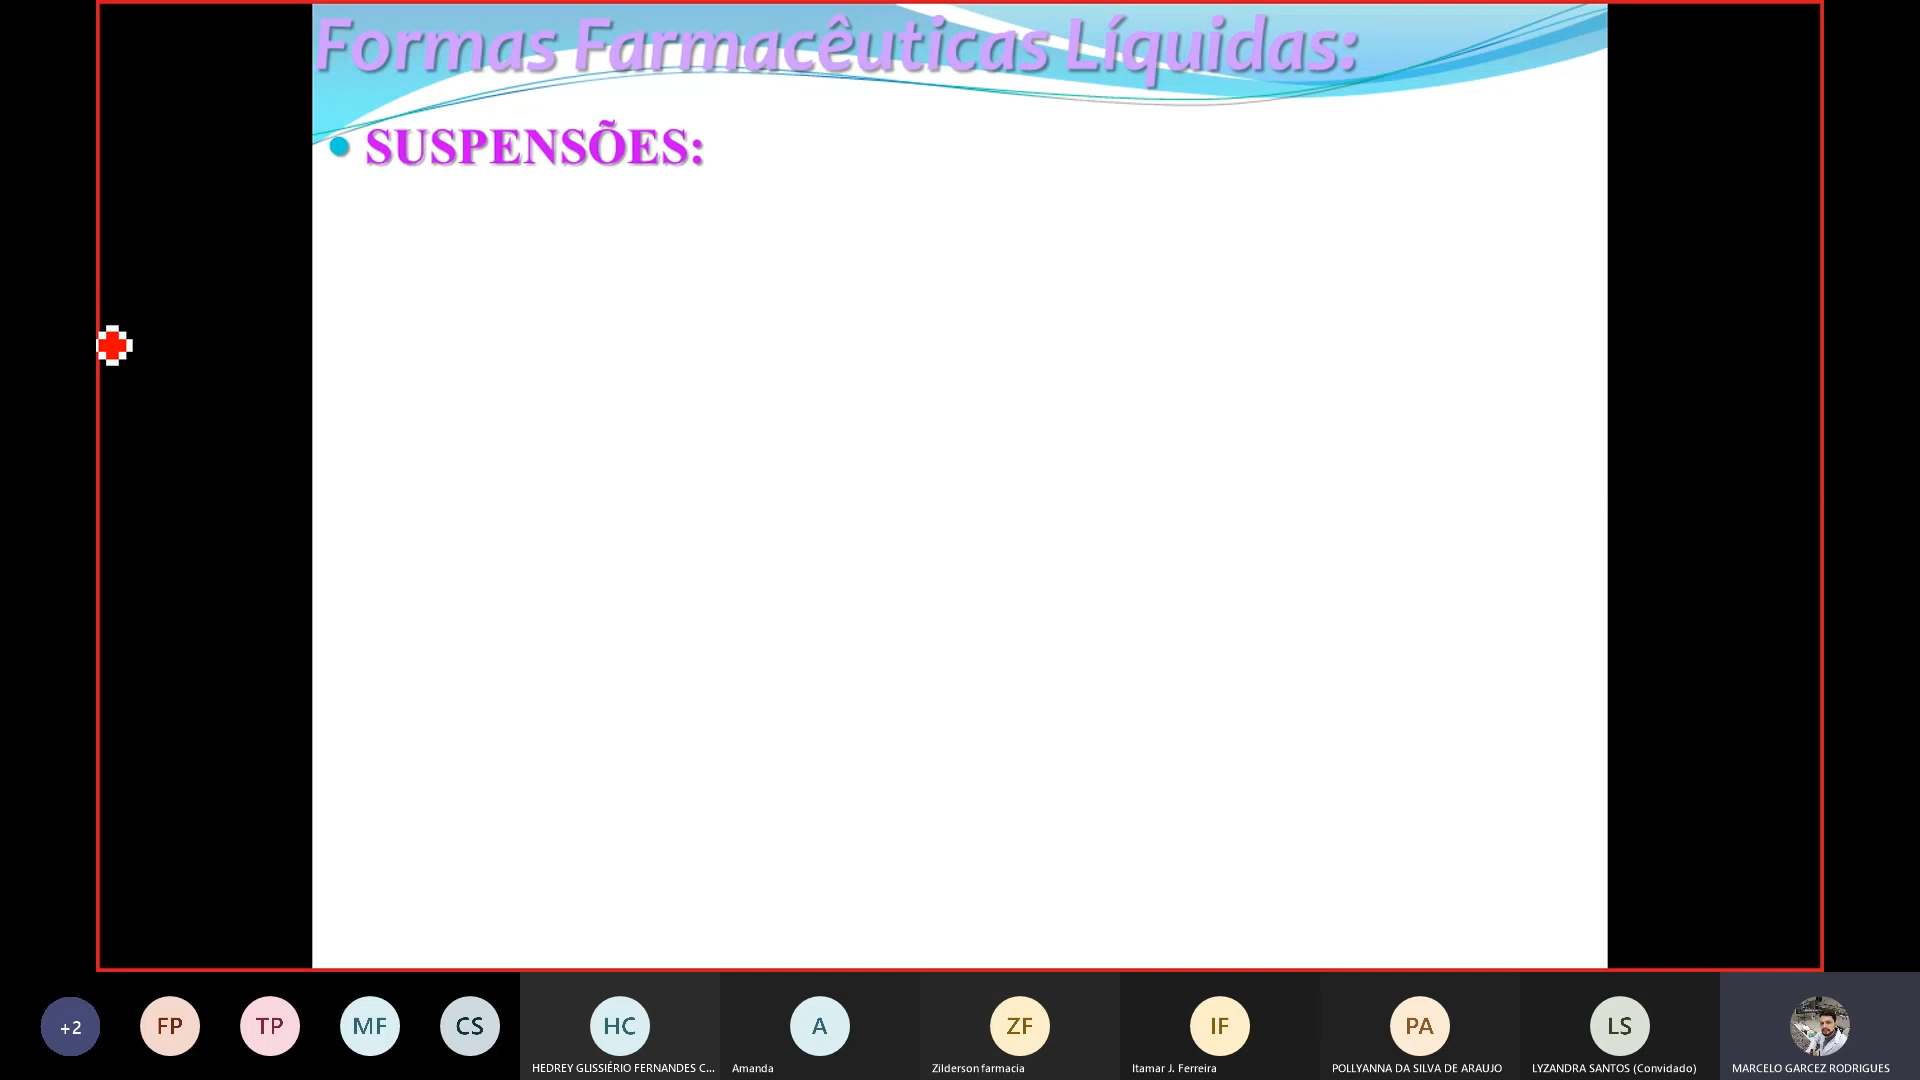 Formas Farmacêuticas Líquidas:
• SUSPENSÕES:
+2
FP
TP
MF
CS
HC
A
ZF
IF
PA
LS
HEDREY GLISSIÉRIO FERNANDES C...
Amanda
Zilderson farmacia
Itamar J. Ferreira
POLLYANNA DA SILVA DE ARAUJO
LYZANDRA SANTOS (Convidado)
MARCELO GARCEZ RODRIGUES